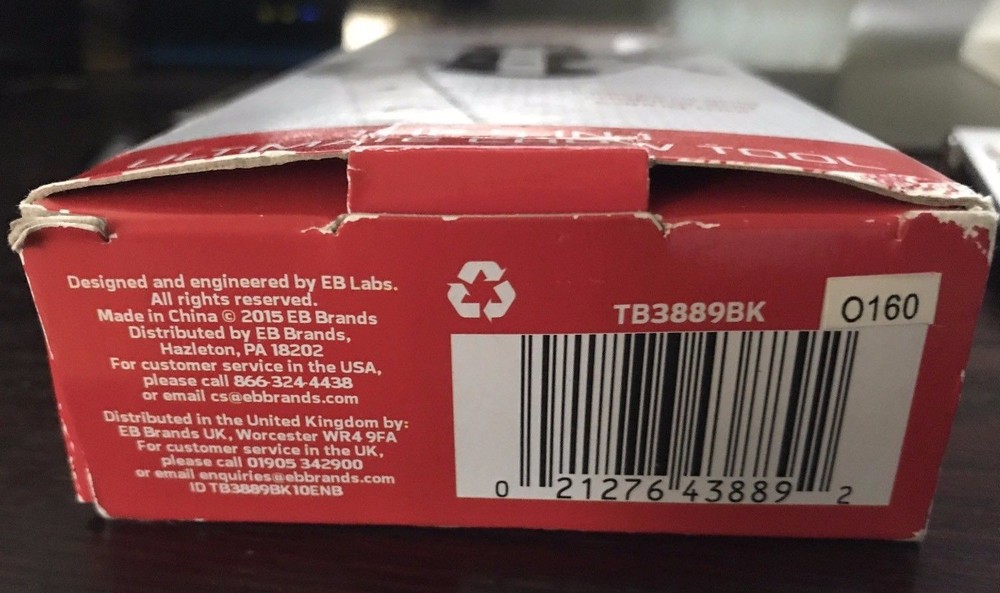 TOOL
Designed and engineered by EB Labs.
All rights reserved.
Made in China © 2015 EB Brands
Distributed by EB Brands,
Hazleton, PA 18202
For customer service in the USA,
please call 866-324-4438
or email cs@ebbrands.com
Distributed in the United Kingdom by:
EB Brands UK, Worcester WR4 9FA
For customer service in the UK,
please call 01905 342900
or email enquiries@ebbrands.com
ID TB3889BK10ENB
TB3889BK
O160
0 21276 43889 2